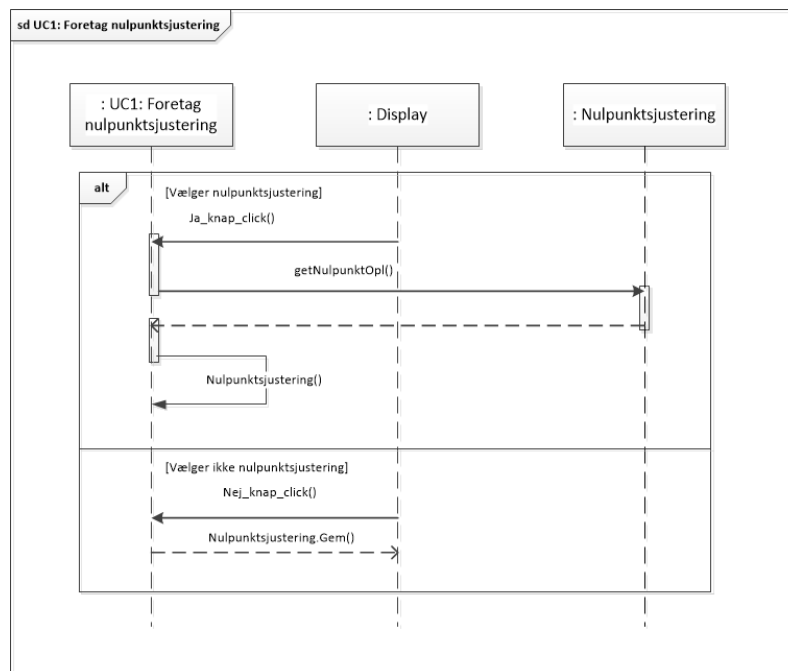 sd UC1: Foretag nulpunktsjustering
: UC1: Foretag
nulpunktsjustering
: Display
: Nulpunktsjustering
alt
[Vælger nulpunktsjustering]
Ja_knap_click()
getNulpunktOpl()
Nulpunktsjustering()
[Vælger ikke nulpunktsjustering]
Nej_knap_click()
Nulpunktsjustering.Gem()